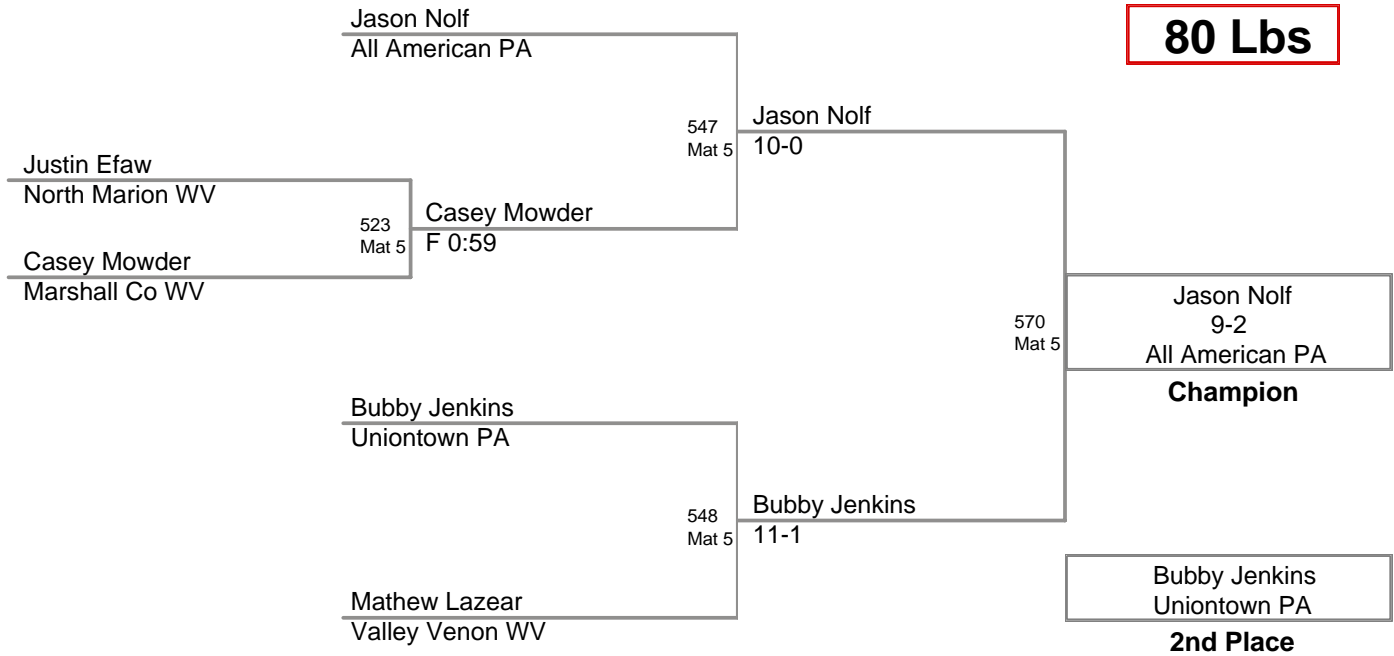 80 Lbs
Jason Nolf
All American PA
Justin Efaw
North Marion WV
Casey Mowder
Marshall Co WV
523
Mat 5
Casey Mowder
F 0:59
547
Mat 5
Jason Nolf
10-0
Bubby Jenkins
Uniontown PA
Mathew Lazear
Valley Venon WV
548
Mat 5
Bubby Jenkins
11-1
570
Mat 5
Jason Nolf
9-2
All American PA
Champion
Bubby Jenkins
Uniontown PA
2nd Place